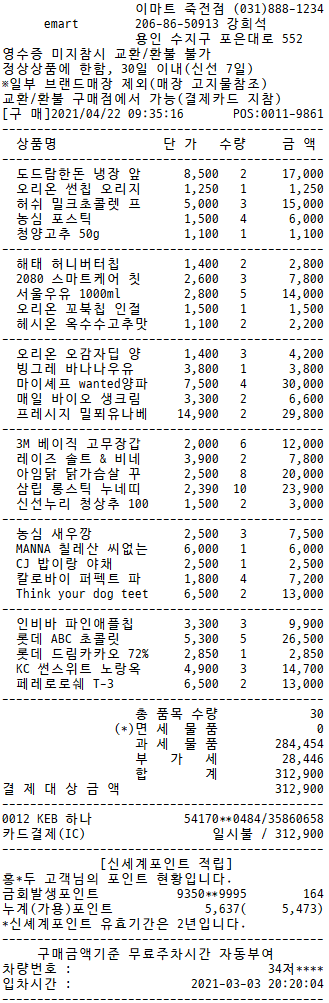 이마트 죽전점 (031)888-1234
emart 206-86-50913 강희석
용인 수지구 포은대로 552
영수증 미지참시 교환/환불 불가
정상상품에 한함, 30일 이내(신선 7일)
※일부 브랜드매장 제외(매장 고지물참조)
교환/환불 구매점에서 가능(결제카드 지참)
[구 매]2021/04/22 09:35:16 POS:0011-9861
상품명 단 가 수량 금 액
도드람한돈 냉장 앞 8,500 2 17,000
오리온 썬칩 오리지 1,250 1 1,250
허쉬 밀크초콜렛 프 5,000 3 15,000
농심 포스틱 1,500 4 6,000
청양고추 50g 1,100 1 1,100
해태 허니버터칩 1,400 2 2,800
2080 스마트케어 칫 2,600 3 7,800
서울우유 1000ml 2,800 5 14,000
오리온 꼬북칩 인절 1,500 1 1,500
헤시온 옥수수고추맛 1,100 2 2,200
오리온 오감자딥 양 1,400 3 4,200
빙그레 바나나우유 3,800 1 3,800
마이셰프 wanted양파 7,500 4 30,000
매일 바이오 생크림 3,300 2 6,600
프레시지 밀푀유나베 14,900 2 29,800
3M 베이직 고무장갑 2,000 6 12,000
레이즈 솔트 & 비네 3,900 2 7,800
아임닭 닭가슴살 꾸 2,500 8 20,000
삼립 롱스틱 누네띠 2,390 10 23,900
신선누리 청상추 100 1,500 2 3,000
농심 새우깡 2,500 3 7,500
MANNA 칠레산 씨없는 6,000 1 6,000
CJ 밥이랑 야채 2,500 1 2,500
칼로바이 퍼펙트 파 1,800 4 7,200
Think your dog teet 6,500 2 13,000
인비바 파인애플칩 3,300 3 9,900
롯데 ABC 초콜릿 5,300 5 26,500
롯데 드림카카오 72% 2,850 1 2,850
KC 썬스위트 노랑옥 4,900 3 14,700
페레로로쉐 T-3 6,500 2 13,000
총 품목 수량 30
(*)면 세 물 품 0
과 세 물 품 284,454
부 가 세 28,446
합 계 312,900
결 제 대 상 금 액 312,900
0012 KEB 하나 54170**0484/35860658
카드결제(IC) 일시불 / 312,900
[신세계포인트 적립]
홍*두 고객님의 포인트 현황입니다.
금회발생포인트 9350**9995 164
누계(가용)포인트 5,637( 5,473)
*신세계포인트 유효기간은 2년입니다.
구매금액기준 무료주차시간 자동부여
차량번호 : 34저****
입차시간 : 2021-03-03 20:20:04